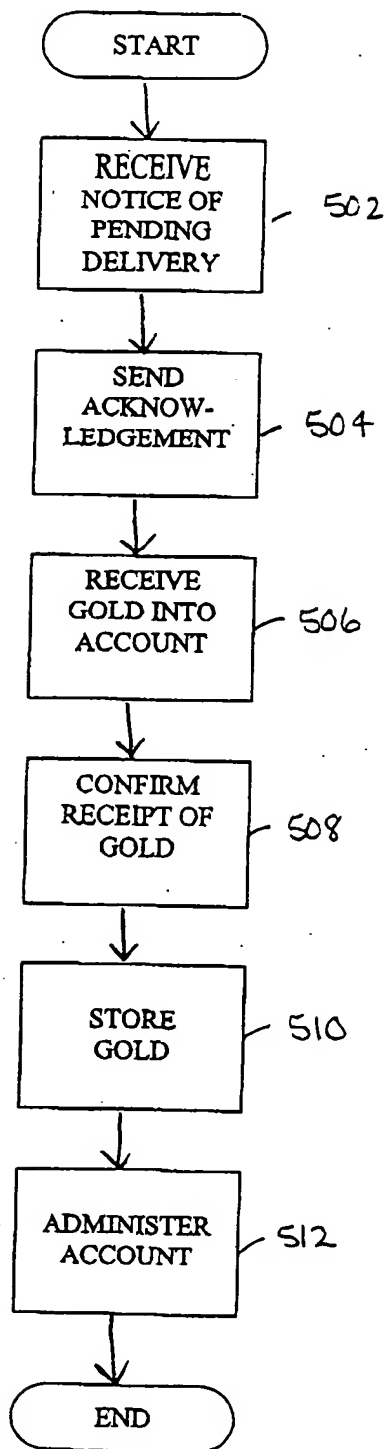 START
RECEIVE
NOTICE OF
PENDING
DELIVERY
502
SEND
ACKNOW-
LEDGEMENT
504
RECEIVE
GOLD INTO
ACCOUNT
506
CONFIRM
RECEIPT OF
GOLD
508
STORE
GOLD
510
ADMINISTER
ACCOUNT
512
END